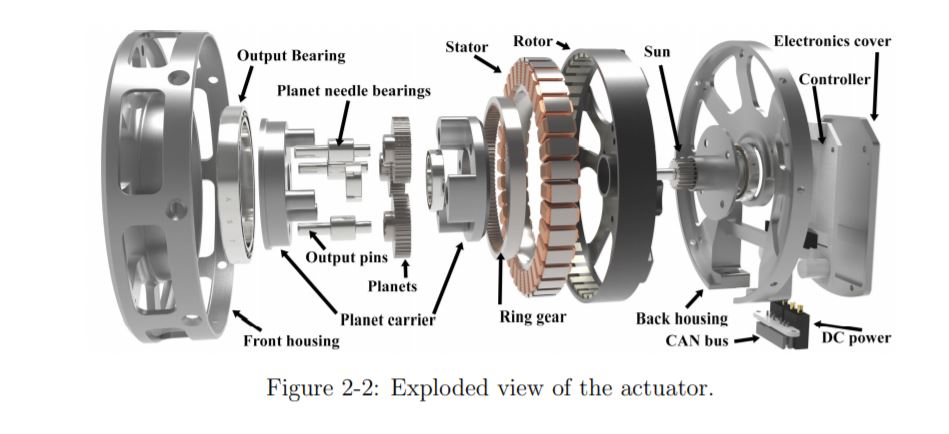 Output Bearing
Planet needle bearings
Stator
Rotor
Sun
Electronics cover
Controller
Output pins
Planets
Planet carrier
Front housing
Ring gear
Back housing
CAN bus
DC power
Figure 2-2: Exploded view of the actuator.